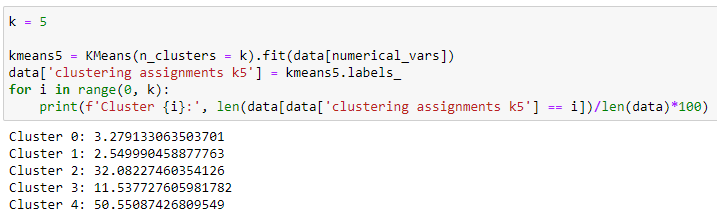 k = 5
kmeans5 = KMeans(n_clusters = k).fit(data[numerical_vars])
data['clustering assignments k5'] = kmeans5.labels_
for i in range(0, k):
    print(f'Cluster {i}:', len(data[data['clustering assignments k5'] == i])/len(data)*100)
Cluster 0: 3.279133063503701
Cluster 1: 2.549990458877763
Cluster 2: 32.08227460354126
Cluster 3: 11.537727605981782
Cluster 4: 50.55087426809549